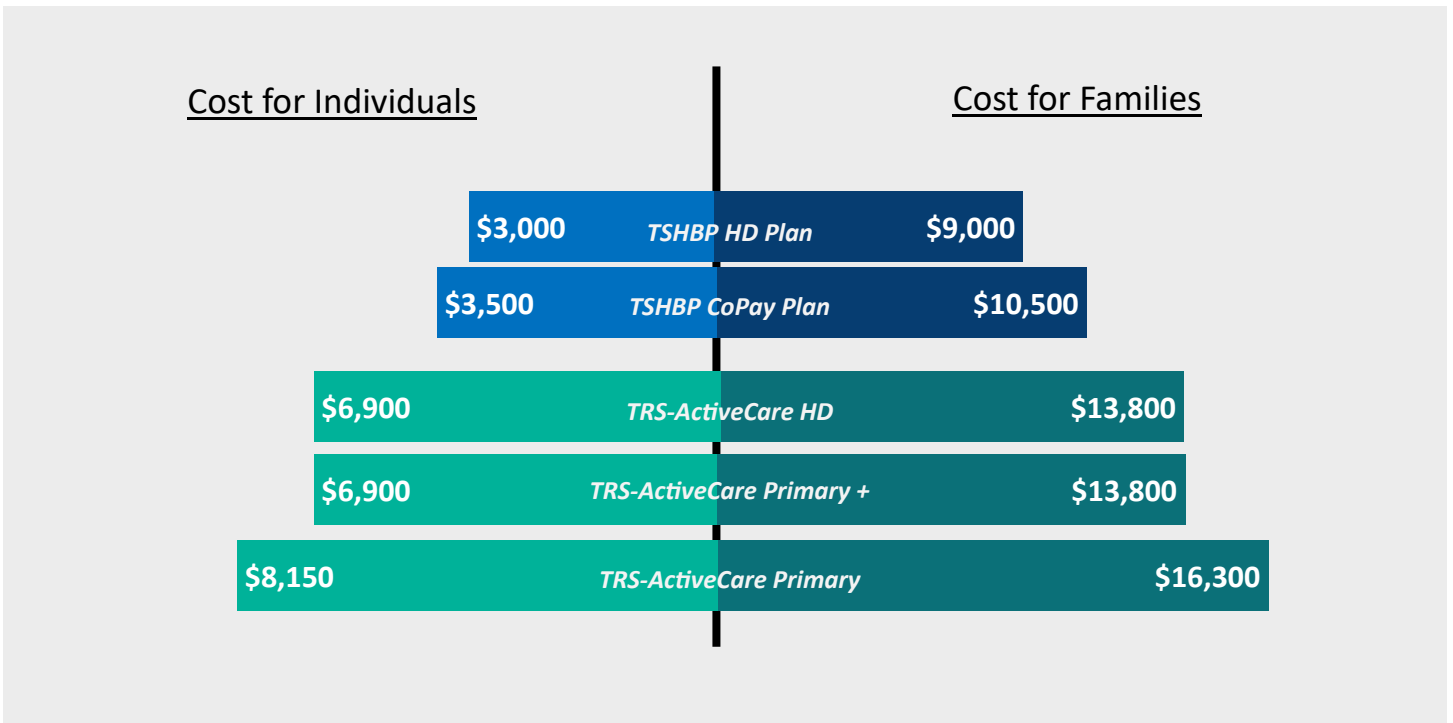 Cost for Individuals
Cost for Families
$3,000 TSHBP HD Plan $9,000
$3,500 TSHBP CoPay Plan $10,500
$6,900 TRS-ActiveCare HD $13,800
$6,900 TRS-ActiveCare Primary + $13,800
$8,150 TRS-ActiveCare Primary $16,300